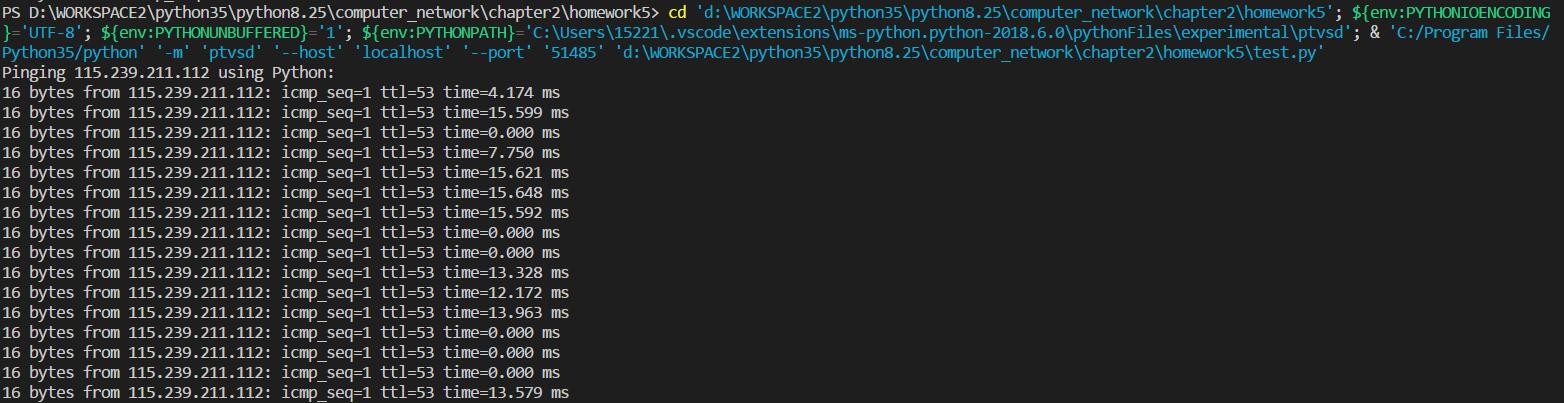 PS D:\WORKSPACE2\python35\python8.25\computer_network\chapter2\homework5> cd 'd:\WORKSPACE2\python35\python8.25\computer_network\chapter2\homework5'; ${env:PYTHONIOENCODING
}='UTF-8'; ${env:PYTHONUNBUFFERED}='1'; ${env:PYTHONPATH}='C:\Users\15221\.vscode\extensions\ms-python.python-2018.6.0\pythonFiles\experimental\ptvsd'; & 'C:/Program Files/
Python35/python' '-m' 'ptvsd' '--host' 'localhost' '--port' '51485' 'd:\WORKSPACE2\python35\python8.25\computer_network\chapter2\homework5\test.py'
Pinging 115.239.211.112 using Python:
16 bytes from 115.239.211.112: icmp_seq=1 ttl=53 time=4.174 ms
16 bytes from 115.239.211.112: icmp_seq=1 ttl=53 time=15.599 ms
16 bytes from 115.239.211.112: icmp_seq=1 ttl=53 time=0.000 ms
16 bytes from 115.239.211.112: icmp_seq=1 ttl=53 time=7.750 ms
16 bytes from 115.239.211.112: icmp_seq=1 ttl=53 time=15.621 ms
16 bytes from 115.239.211.112: icmp_seq=1 ttl=53 time=15.648 ms
16 bytes from 115.239.211.112: icmp_seq=1 ttl=53 time=15.592 ms
16 bytes from 115.239.211.112: icmp_seq=1 ttl=53 time=0.000 ms
16 bytes from 115.239.211.112: icmp_seq=1 ttl=53 time=0.000 ms
16 bytes from 115.239.211.112: icmp_seq=1 ttl=53 time=13.328 ms
16 bytes from 115.239.211.112: icmp_seq=1 ttl=53 time=12.172 ms
16 bytes from 115.239.211.112: icmp_seq=1 ttl=53 time=13.963 ms
16 bytes from 115.239.211.112: icmp_seq=1 ttl=53 time=0.000 ms
16 bytes from 115.239.211.112: icmp_seq=1 ttl=53 time=0.000 ms
16 bytes from 115.239.211.112: icmp_seq=1 ttl=53 time=0.000 ms
16 bytes from 115.239.211.112: icmp_seq=1 ttl=53 time=13.579 ms